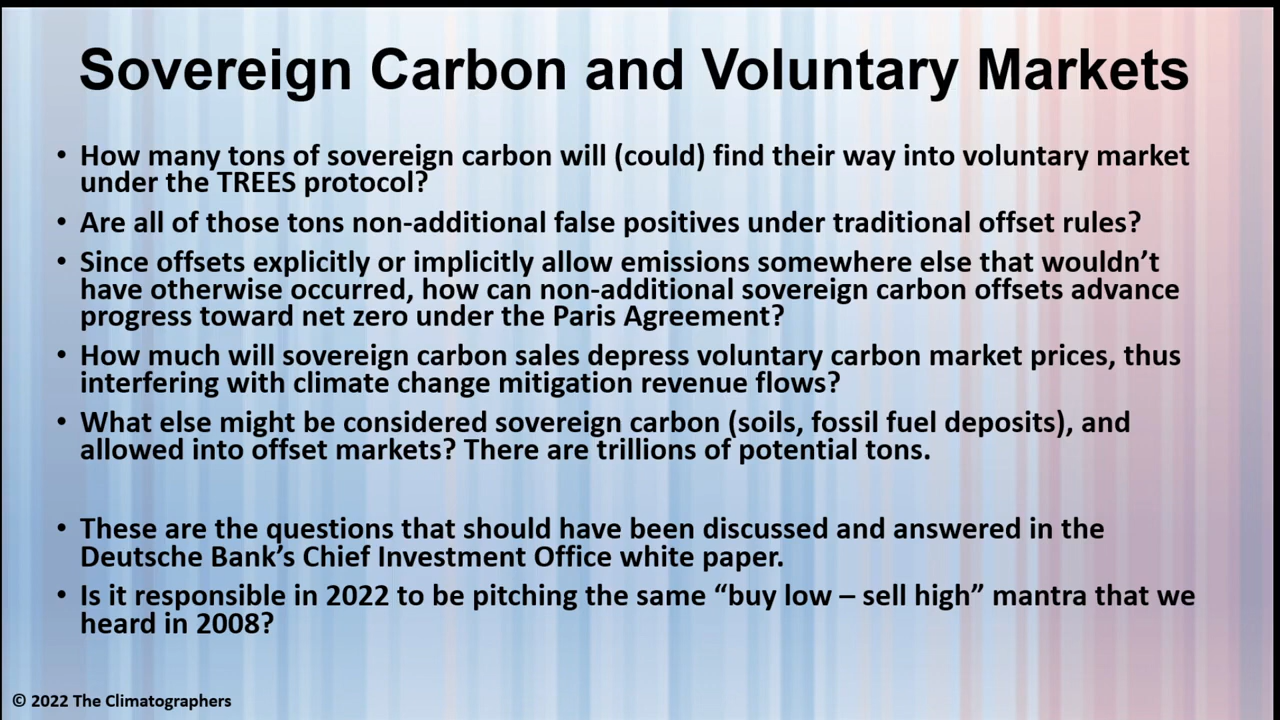 Sovereign Carbon and Voluntary Markets
• How many tons of sovereign carbon will (could) find their way into voluntary market
under the TREES protocol?
• Are all of those tons non-additional false positives under traditional offset rules?
• Since offsets explicitly or implicitly allow emissions somewhere else that wouldn’t
have otherwise occurred, how can non-additional sovereign carbon offsets advance
progress toward net zero under the Paris Agreement?
• How much will sovereign carbon sales depress voluntary carbon market prices, thus
interfering with climate change mitigation revenue flows?
• What else might be considered sovereign carbon (soils, fossil fuel deposits), and
allowed into offset markets? There are trillions of potential tons.
• These are the questions that should have been discussed and answered in the
Deutsche Bank’s Chief Investment Office white paper.
• Is it responsible in 2022 to be pitching the same “buy low – sell high” mantra that we
heard in 2008?
© 2022 The Climatographers